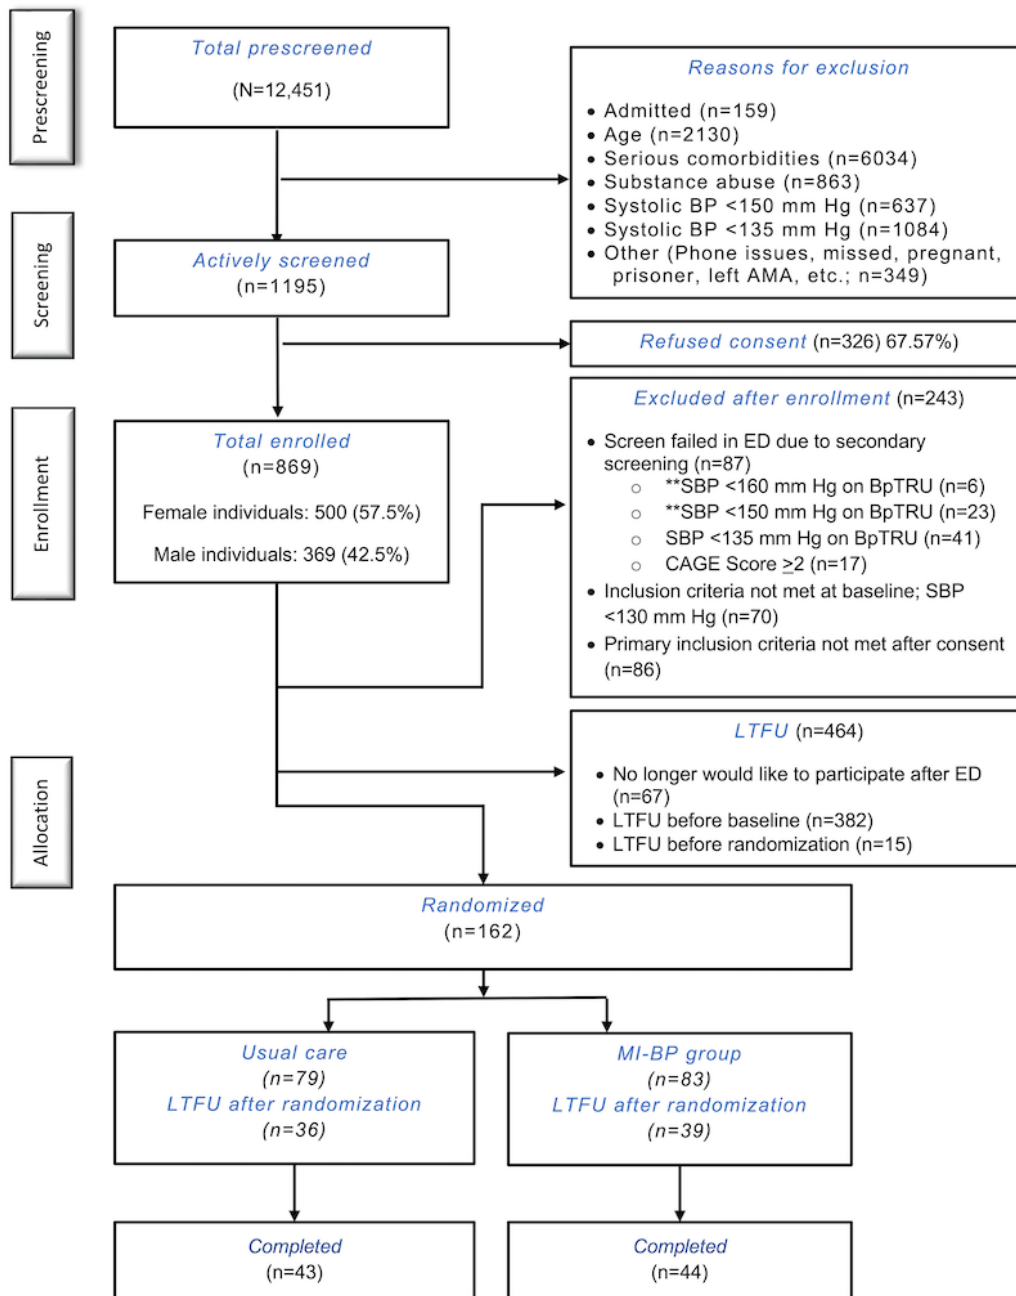 Prescreening
Total prescreened
(N=12,451)
Reasons for exclusion
• Admitted (n=159)
• Age (n=2130)
• Serious comorbidities (n=6034)
• Substance abuse (n=863)
• Systolic BP <150 mm Hg (n=637)
• Systolic BP <135 mm Hg (n=1084)
• Other (Phone issues, missed, pregnant,
prisoner, left AMA, etc.; n=349)
Screening
Actively screened
(n=1195)
Refused consent (n=326) 67.57%)
Enrollment
Total enrolled
(n=869)
Female individuals: 500 (57.5%)
Male individuals: 369 (42.5%)
Excluded after enrollment (n=243)
• Screen failed in ED due to secondary
screening (n=87)
o **SBP <160 mm Hg on BpTRU (n=6)
o **SBP <150 mm Hg on BpTRU (n=23)
o SBP <135 mm Hg on BpTRU (n=41)
o CAGE Score ≥2 (n=17)
• Inclusion criteria not met at baseline; SBP
<130 mm Hg (n=70)
• Primary inclusion criteria not met after consent
(n=86)
Allocation
LTFU (n=464)
• No longer would like to participate after ED
(n=67)
• LTFU before baseline (n=382)
• LTFU before randomization (n=15)
Randomized
(n=162)
Usual care
(n=79)
LTFU after randomization
(n=36)
MI-BP group
(n=83)
LTFU after randomization
(n=39)
Completed
(n=43)
Completed
(n=44)